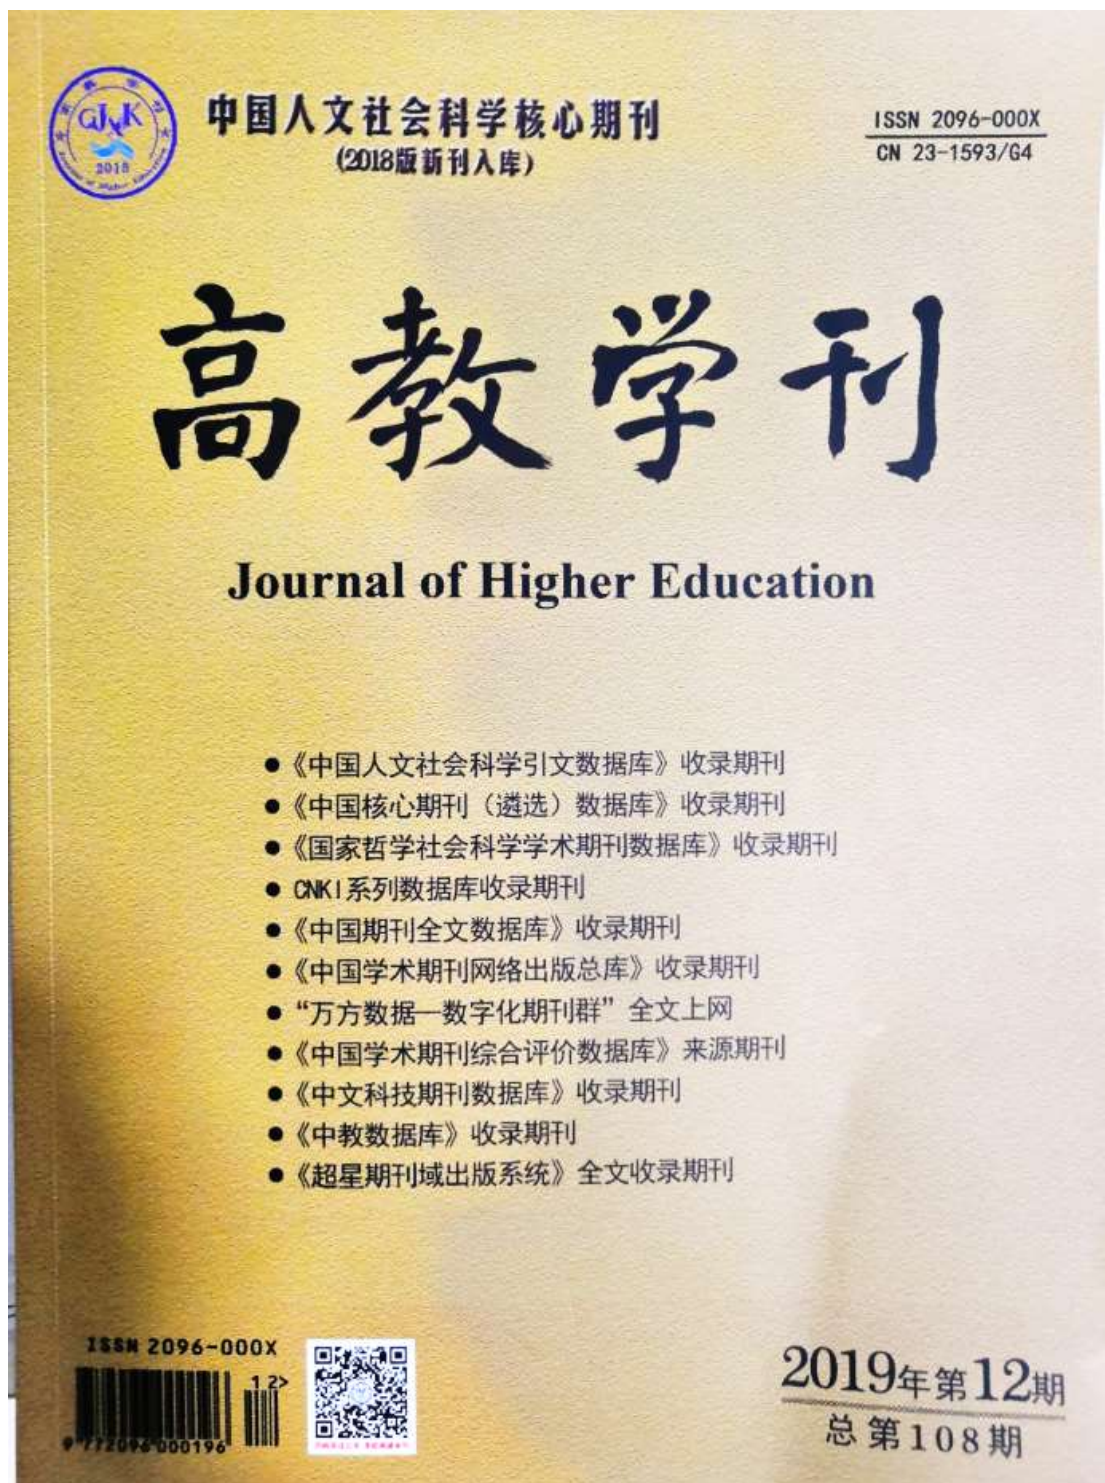 GJXK
2018
中国人文社会科学核心期刊
(2018版新刊入库)
ISSN 2096-000X
CN 23-1593/G4
高教学刊
Journal of Higher Education
●《中国人文社会科学引文数据库》收录期刊
●《中国核心期刊（遴选）数据库》收录期刊
●《国家哲学社会科学学术期刊数据库》收录期刊
● CNKI系列数据库收录期刊
●《中国期刊全文数据库》收录期刊
●《中国学术期刊网络出版总库》收录期刊
●“万方数据—数字化期刊群”全文上网
●《中国学术期刊综合评价数据库》来源期刊
●《中文科技期刊数据库》收录期刊
●《中教数据库》收录期刊
●《超星期刊域出版系统》全文收录期刊
ISSN 2096-000X
12>
9 772096 000196
2019年第12期
总第108期